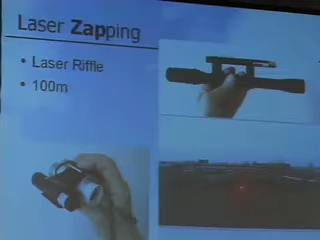 Laser Zapping
• Laser Riffle
• 100m